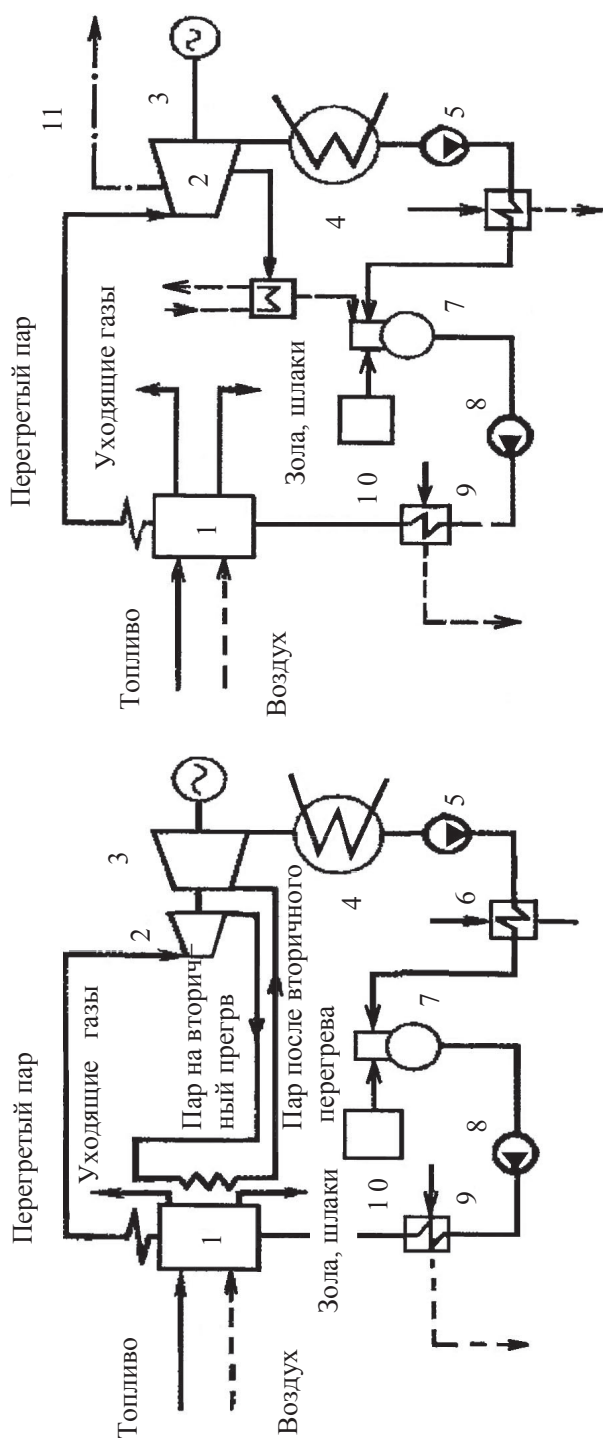 Перегретый пар
Уходящие газы
2
3
Топливо
1
Пар на вторич-
ный прегрв
Пар после вторичного
перегрева
Воздух
Зола, шлаки
4
10
7
5
9
8
6
Перегретый пар
11
Уходящие газы
3
Топливо
1
2
Воздух
Зола, шлаки
4
10
7
5
9
8